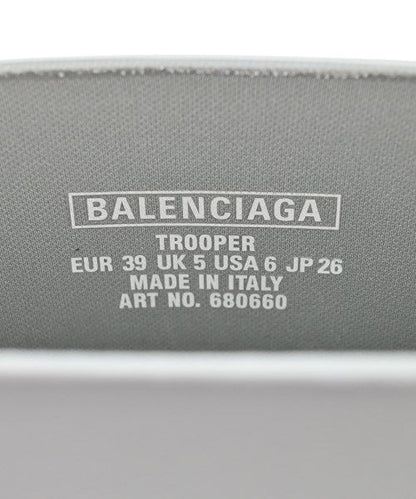 BALENCIAGA
TROOPER
EUR 39 UK 5 USA 6 JP 26
MADE IN ITALY
ART NO. 680660